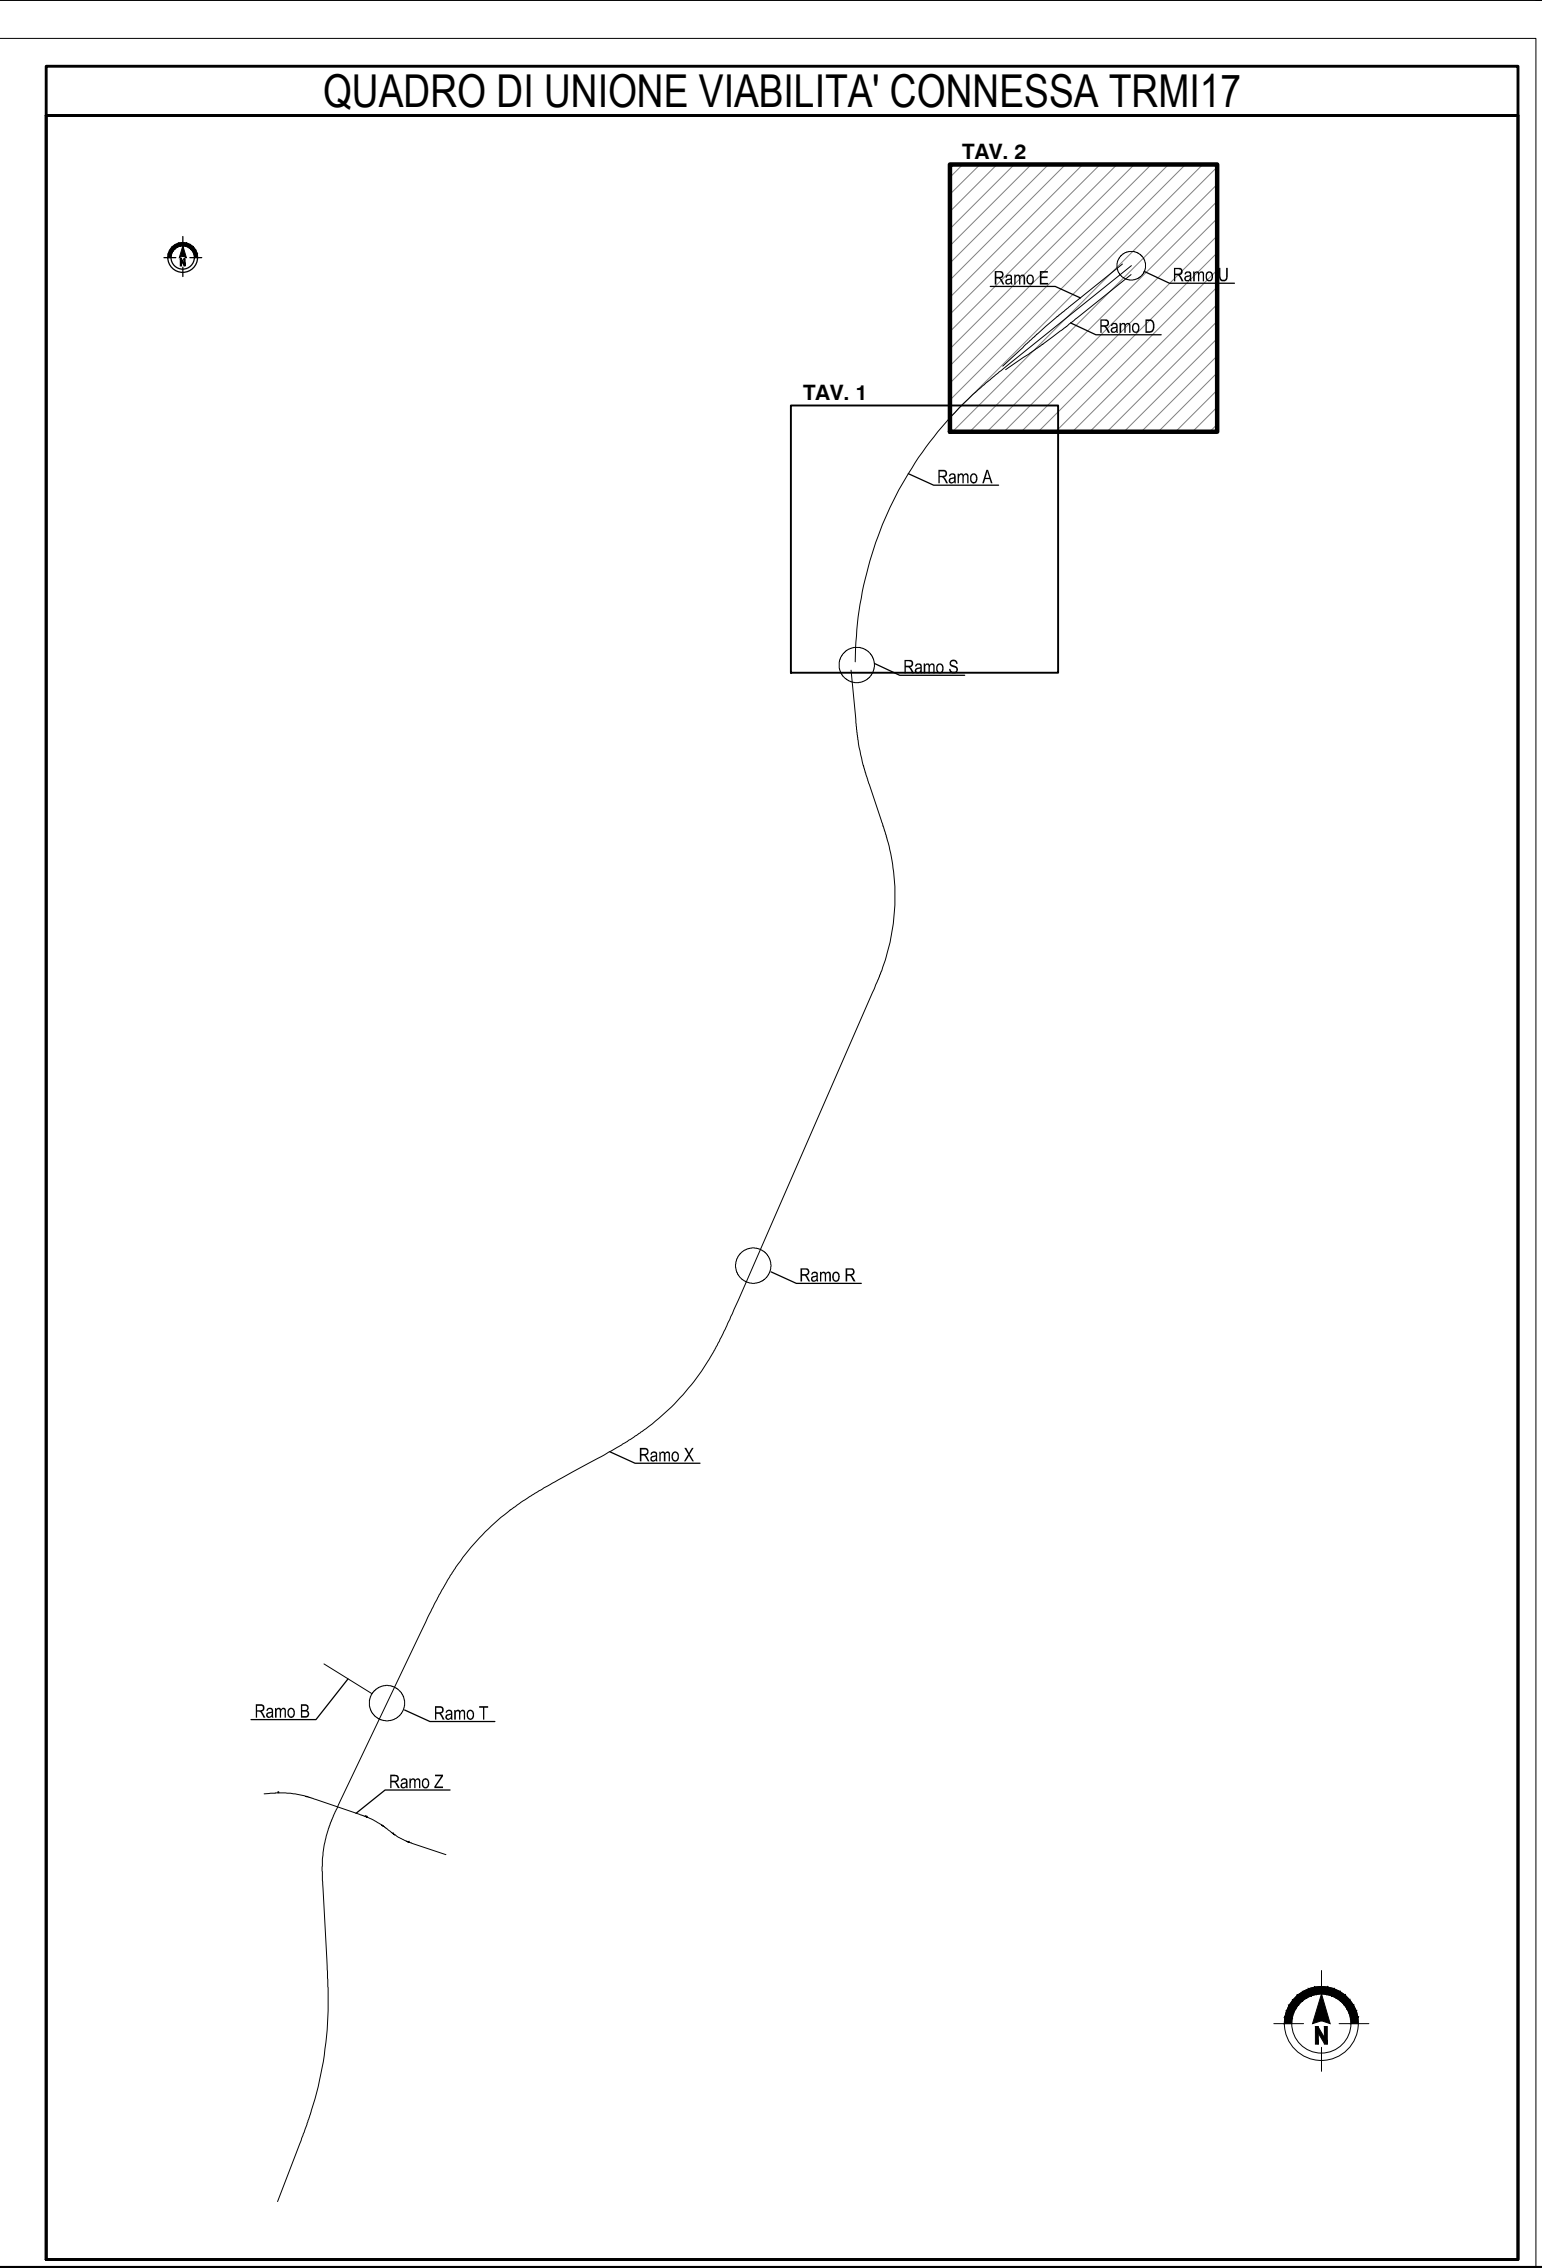 QUADRO DI UNIONE VIABILITA' CONNESSA TRMI17
TAV. 2
N
Ramo E
Ramo U
Ramo D
TAV. 1
Ramo A
Ramo S
Ramo R
Ramo X
Ramo B
Ramo T
Ramo Z
N